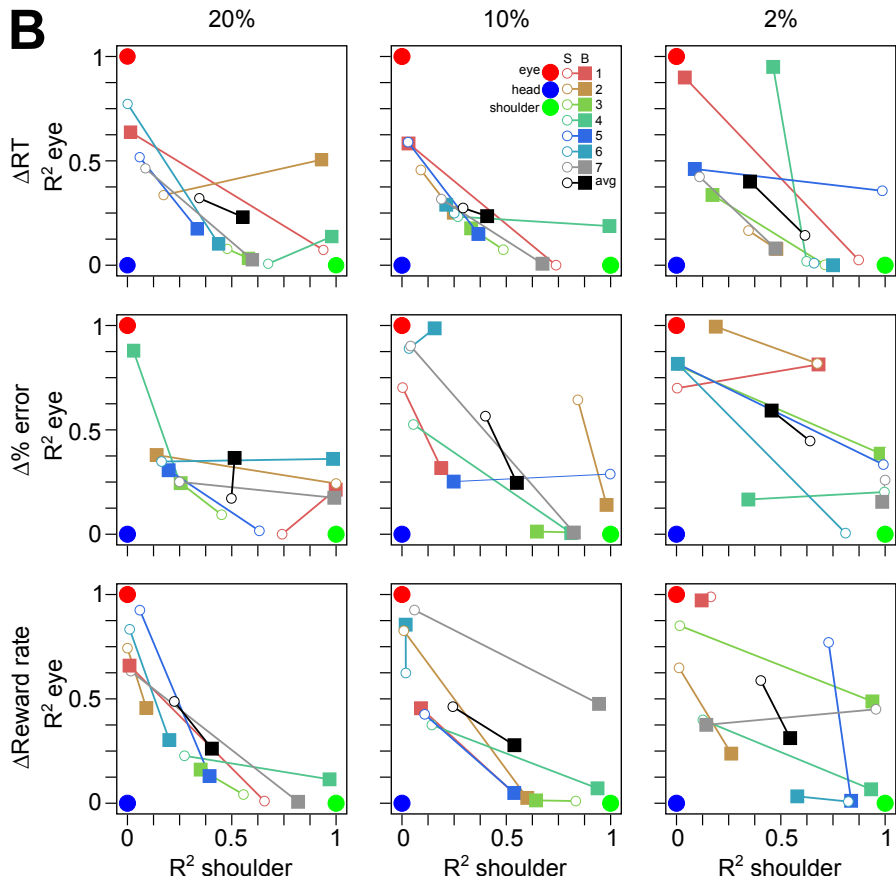 B
20% 10% 2%
ΔRT
R² eye
1
0.5
0
S B
eye 1
head 2
shoulder 3
4
5
6
7
avg
Δ% error
R² eye
1
0.5
0
ΔReward rate
R² eye
1
0.5
0
0 0.5 1
0 0.5 1
0 0.5 1
R² shoulder R² shoulder R² shoulder